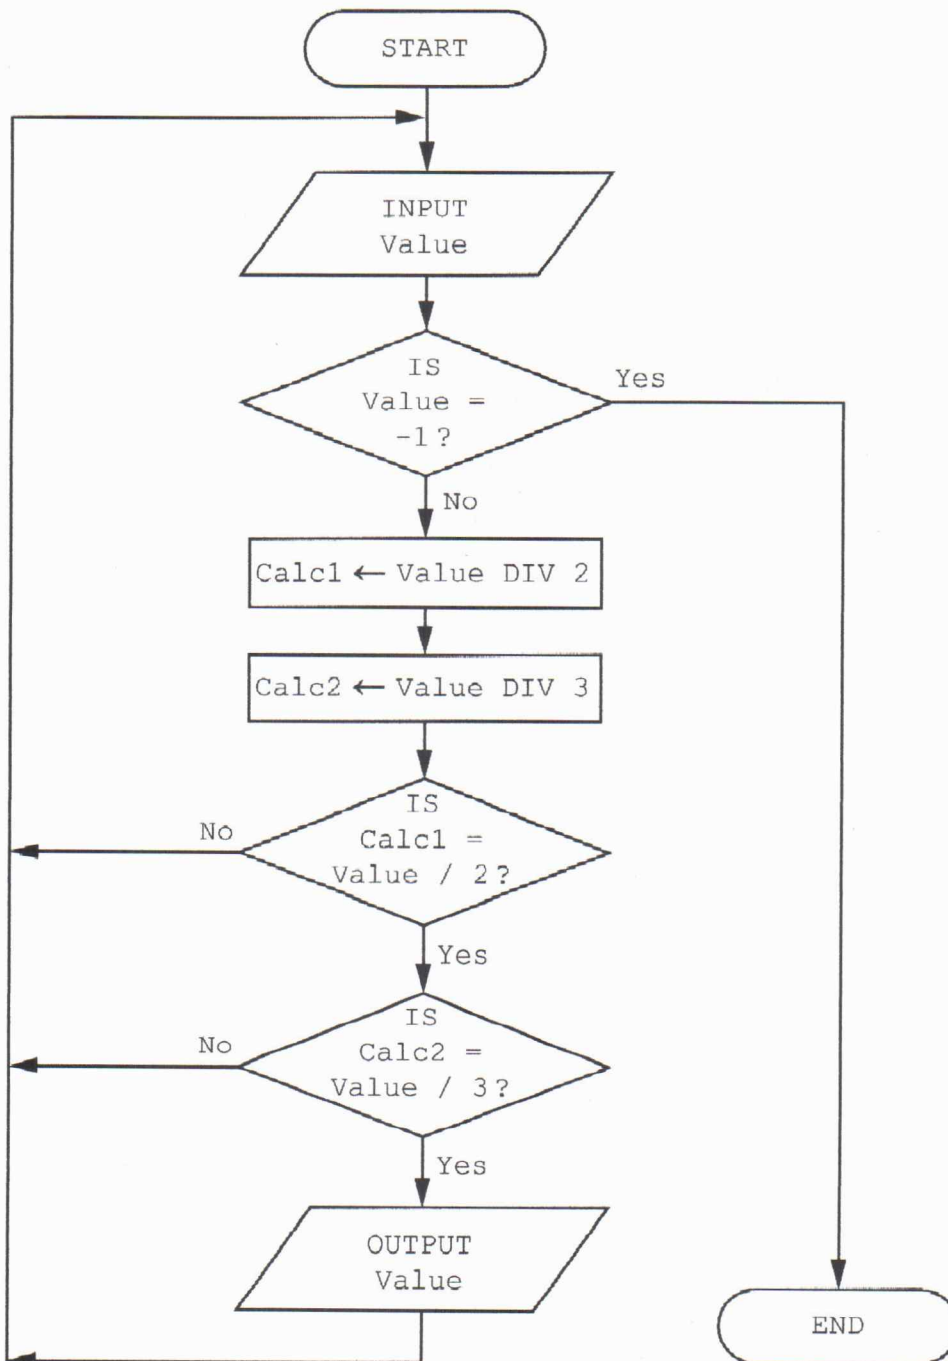 START
INPUT
Value
IS
Value =
-1?
Yes
No
Calc1 ← Value DIV 2
Calc2 ← Value DIV 3
IS
Calc1 =
Value / 2?
No
Yes
IS
Calc2 =
Value / 3?
No
Yes
OUTPUT
Value
END